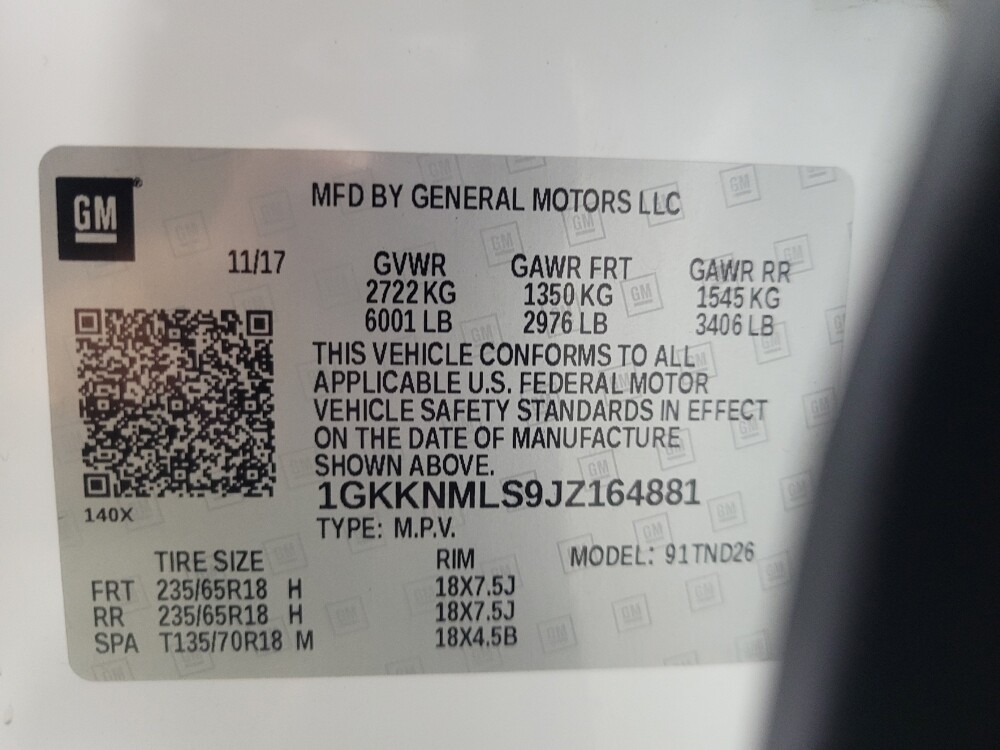 GM
MFD BY GENERAL MOTORS LLC
11/17 GVWR GAWR FRT GAWR RR
2722 KG 1350 KG 1545 KG
6001 LB 2976 LB 3406 LB
THIS VEHICLE CONFORMS TO ALL
APPLICABLE U.S. FEDERAL MOTOR
VEHICLE SAFETY STANDARDS IN EFFECT
ON THE DATE OF MANUFACTURE
SHOWN ABOVE.
1GKKNMLS9JZ164881
140X
TYPE: M.P.V.
TIRE SIZE RIM MODEL: 91TND26
FRT 235/65R18 H 18X7.5J
RR 235/65R18 H 18X7.5J
SPA T135/70R18 M 18X4.5B